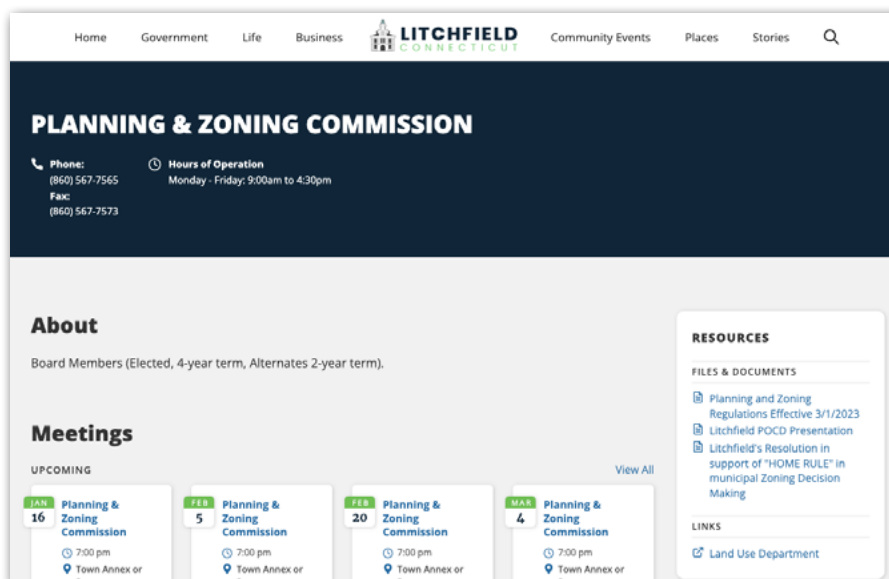 Home Government Life Business LITCHFIELD CONNECTICUT Community Events Places Stories
PLANNING & ZONING COMMISSION
Phone:
(860) 567-7565
Fax:
(860) 567-7573
Hours of Operation
Monday - Friday: 9:00am to 4:30pm
About
Board Members (Elected, 4-year term, Alternates 2-year term).
Meetings
UPCOMING
View All
JAN
16
Planning &
Zoning
Commission
7:00 pm
Town Annex or
FEB
5
Planning &
Zoning
Commission
7:00 pm
Town Annex or
FEB
20
Planning &
Zoning
Commission
7:00 pm
Town Annex or
MAR
4
Planning &
Zoning
Commission
7:00 pm
Town Annex or
RESOURCES
FILES & DOCUMENTS
Planning and Zoning
Regulations Effective 3/1/2023
Litchfield POCD Presentation
Litchfield's Resolution in
support of "HOME RULE" in
municipal Zoning Decision
Making
LINKS
Land Use Department